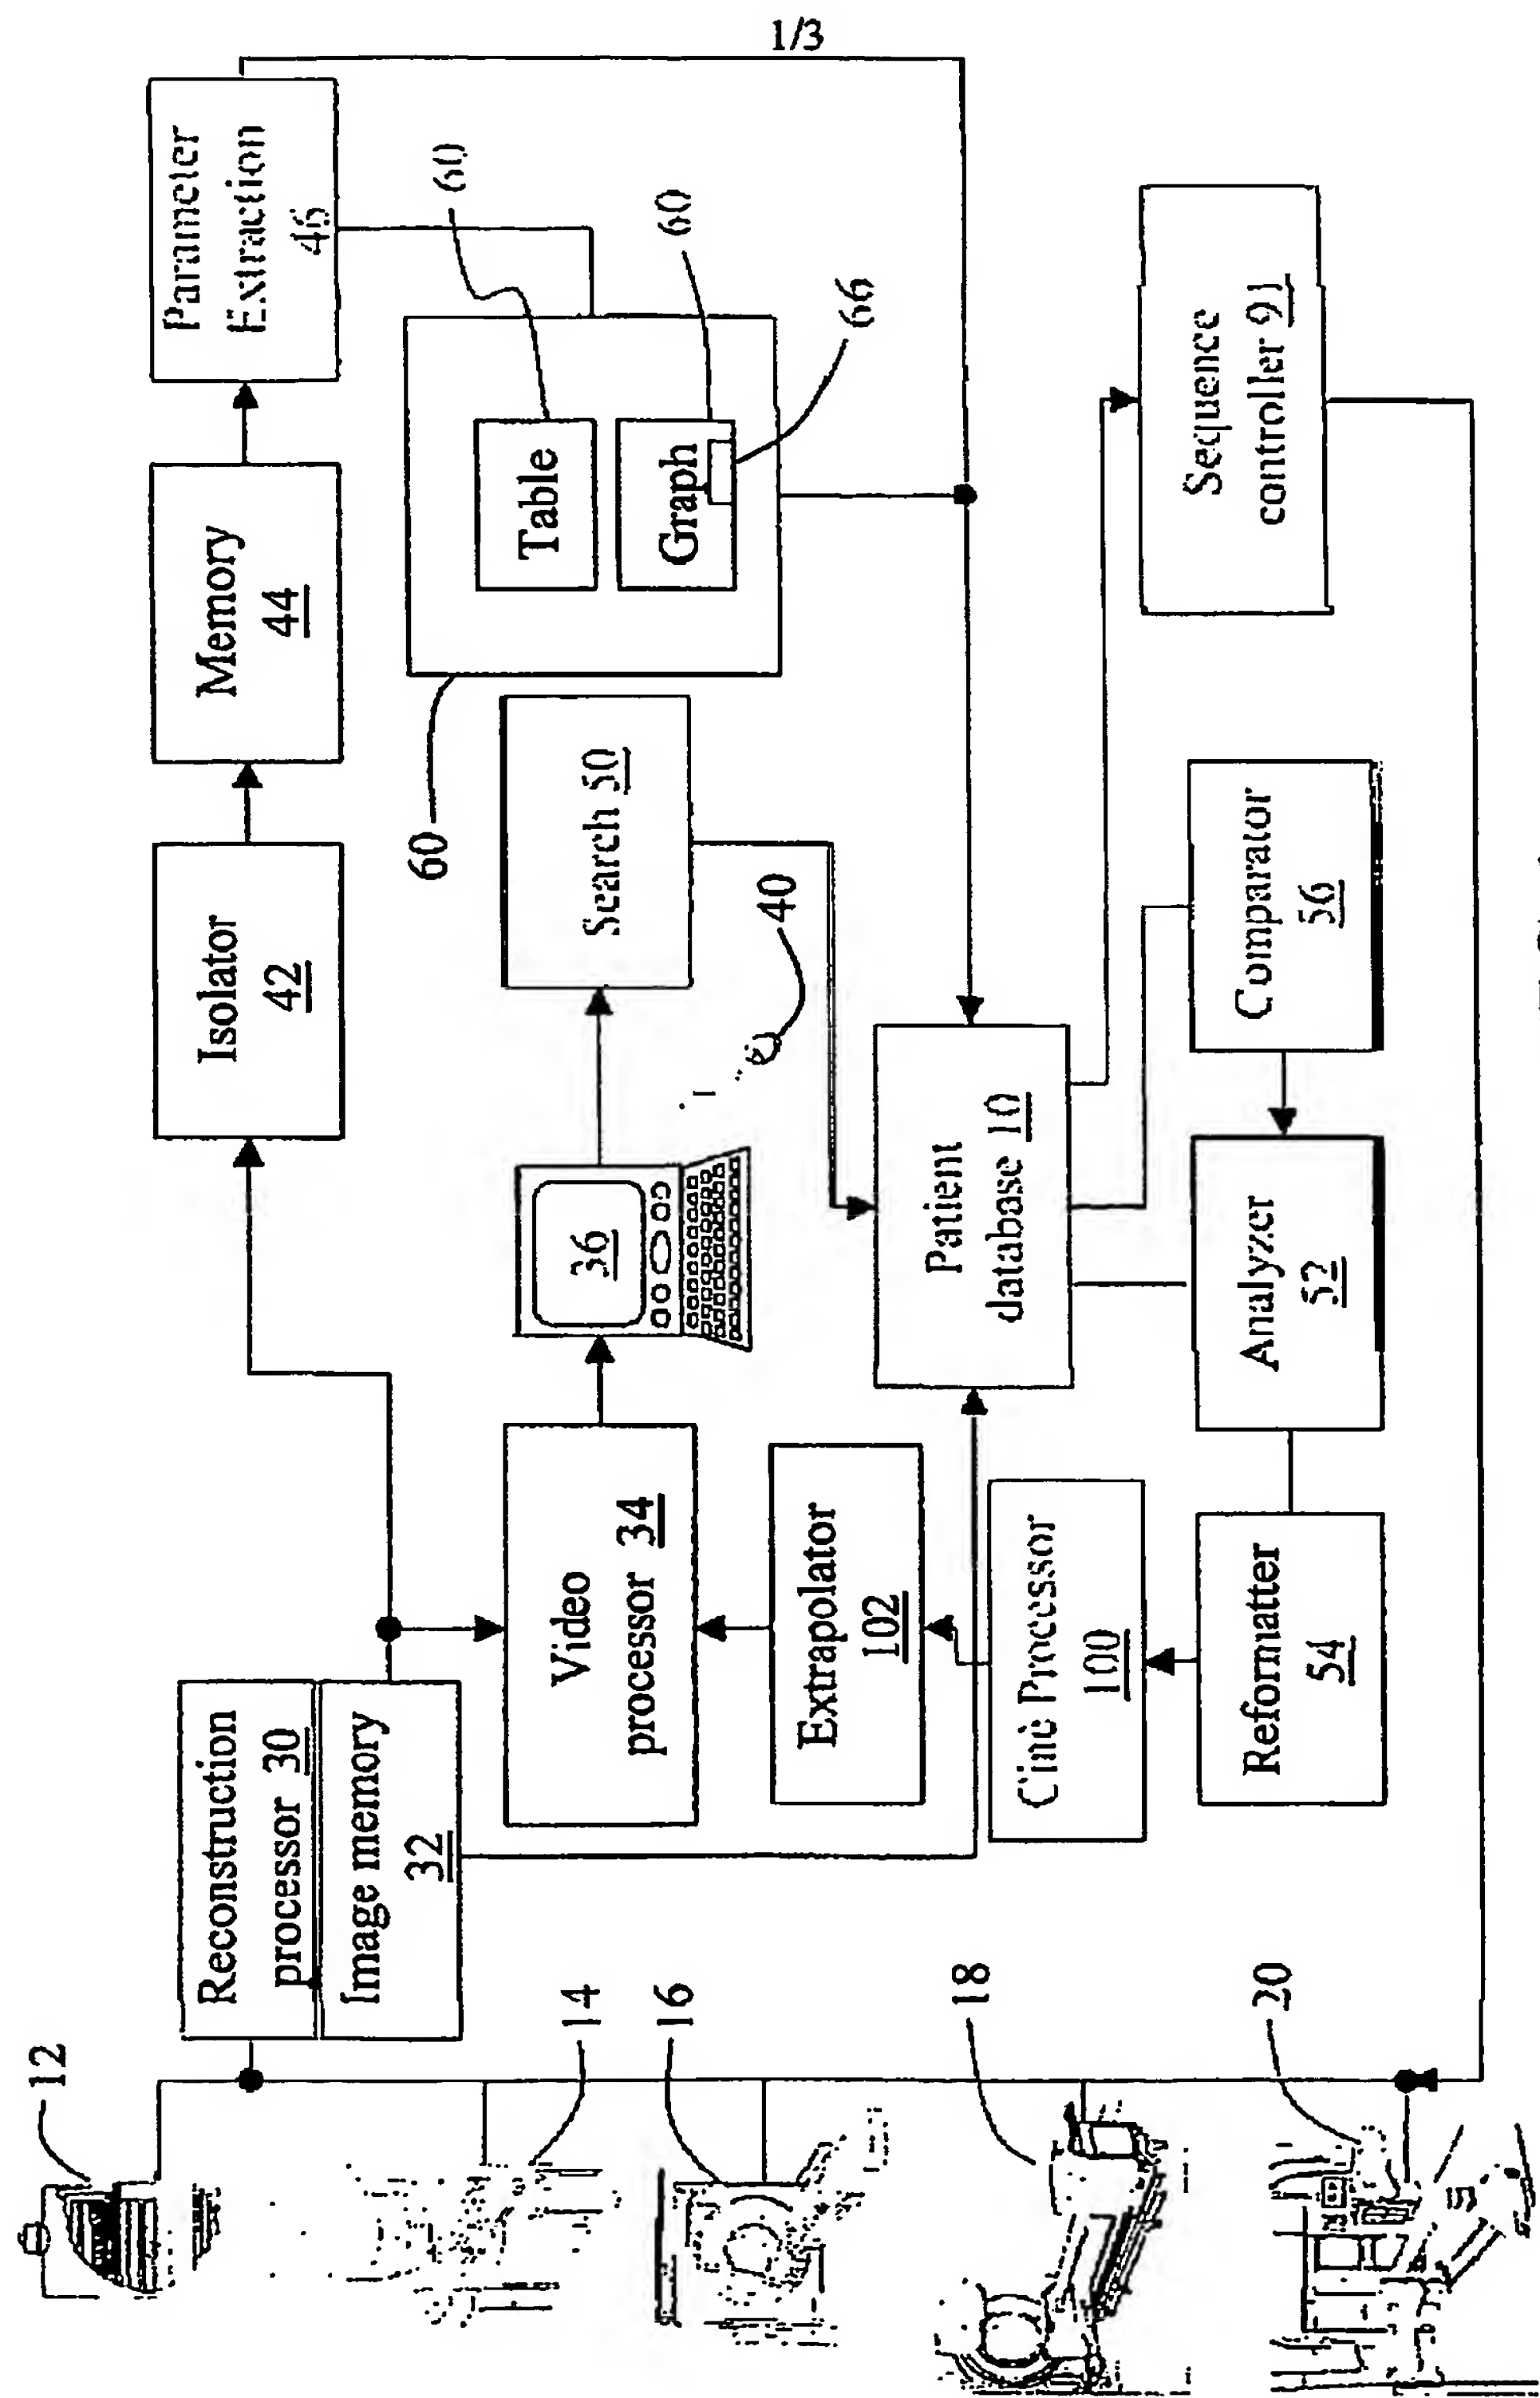 1/3
12
14
16
18
20
Reconstruction
processor 30
Image memory
32
Isolator
42
Memory
44
Parameter
Extraction
46
Video
processor 34
36
Search 50
60
Table
60
Graph
60
66
40
Extrapolator
102
Ciné Processor
100
Patient
database 10
Reformatter
54
Analyzer
52
Comparator
56
Sequence
controller 91